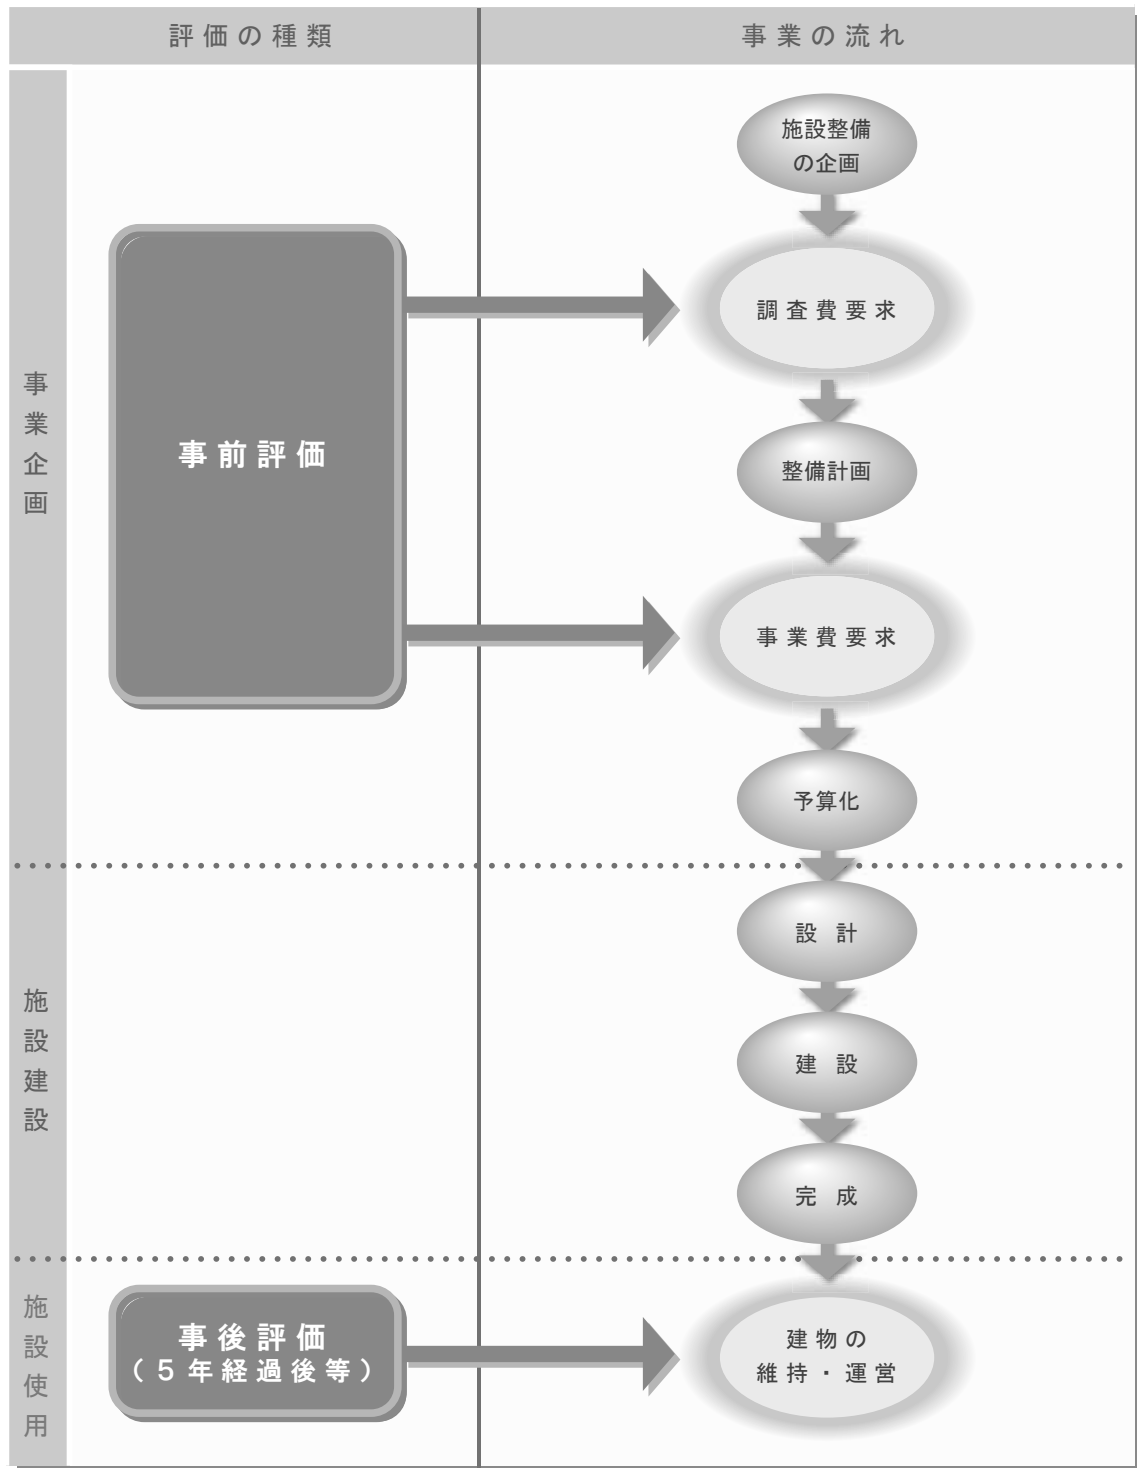 評価の種類
事業の流れ
事業企画
事前評価
施設整備
の企画
調査費要求
整備計画
事業費要求
予算化
施設建設
設計
建設
完成
施設使用
事後評価
（5年経過後等）
建物の
維持・運営